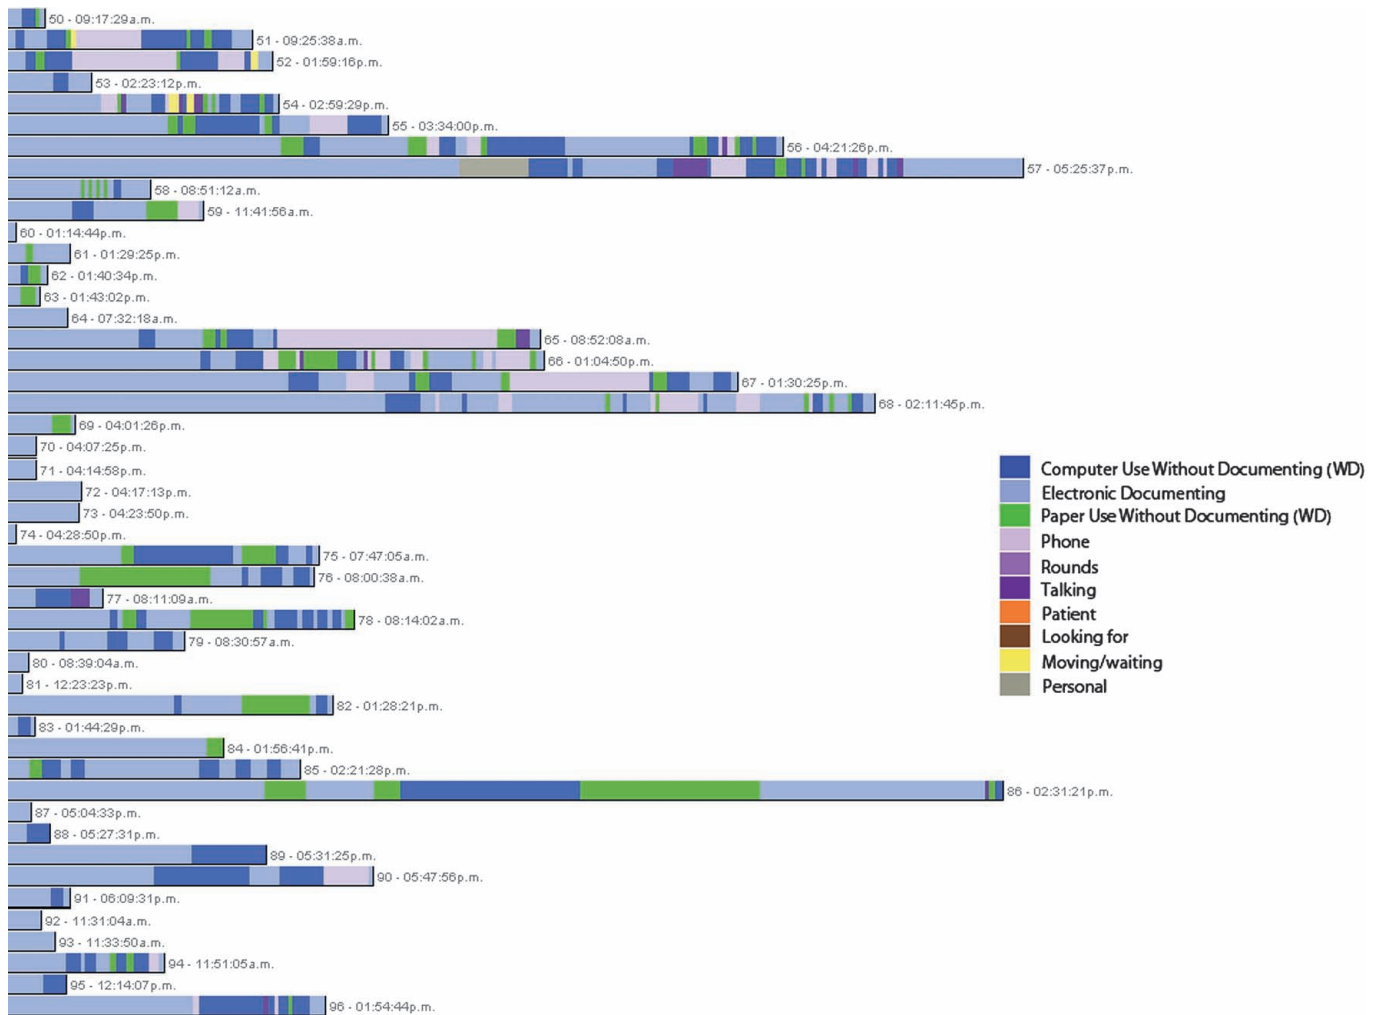 50 - 09:17:29a.m.
51 - 09:25:38a.m.
52 - 01:59:16p.m.
53 - 02:23:12p.m.
54 - 02:59:29p.m.
55 - 03:34:00p.m.
56 - 04:21:26p.m.
57 - 05:25:37p.m.
58 - 08:51:12a.m.
59 - 11:41:56a.m.
60 - 01:14:44p.m.
61 - 01:29:25p.m.
62 - 01:40:34p.m.
63 - 01:43:02p.m.
64 - 07:32:18a.m.
65 - 08:52:08a.m.
66 - 01:04:50p.m.
67 - 01:30:25p.m.
68 - 02:11:45p.m.
69 - 04:01:26p.m.
70 - 04:07:25p.m.
71 - 04:14:58p.m.
72 - 04:17:13p.m.
73 - 04:23:50p.m.
74 - 04:28:50p.m.
75 - 07:47:05a.m.
76 - 08:00:38a.m.
77 - 08:11:09a.m.
78 - 08:14:02a.m.
79 - 08:30:57a.m.
80 - 08:39:04a.m.
81 - 12:23:23p.m.
82 - 01:28:21p.m.
83 - 01:44:29p.m.
84 - 01:56:41p.m.
85 - 02:21:28p.m.
86 - 02:31:21p.m.
87 - 05:04:33p.m.
88 - 05:27:31p.m.
89 - 05:31:25p.m.
90 - 05:47:56p.m.
91 - 06:09:31p.m.
92 - 11:31:04a.m.
93 - 11:33:50a.m.
94 - 11:51:05a.m.
95 - 12:14:07p.m.
96 - 01:54:44p.m.
Computer Use Without Documenting (WD)
Electronic Documenting
Paper Use Without Documenting (WD)
Phone
Rounds
Talking
Patient
Looking for
Moving/waiting
Personal